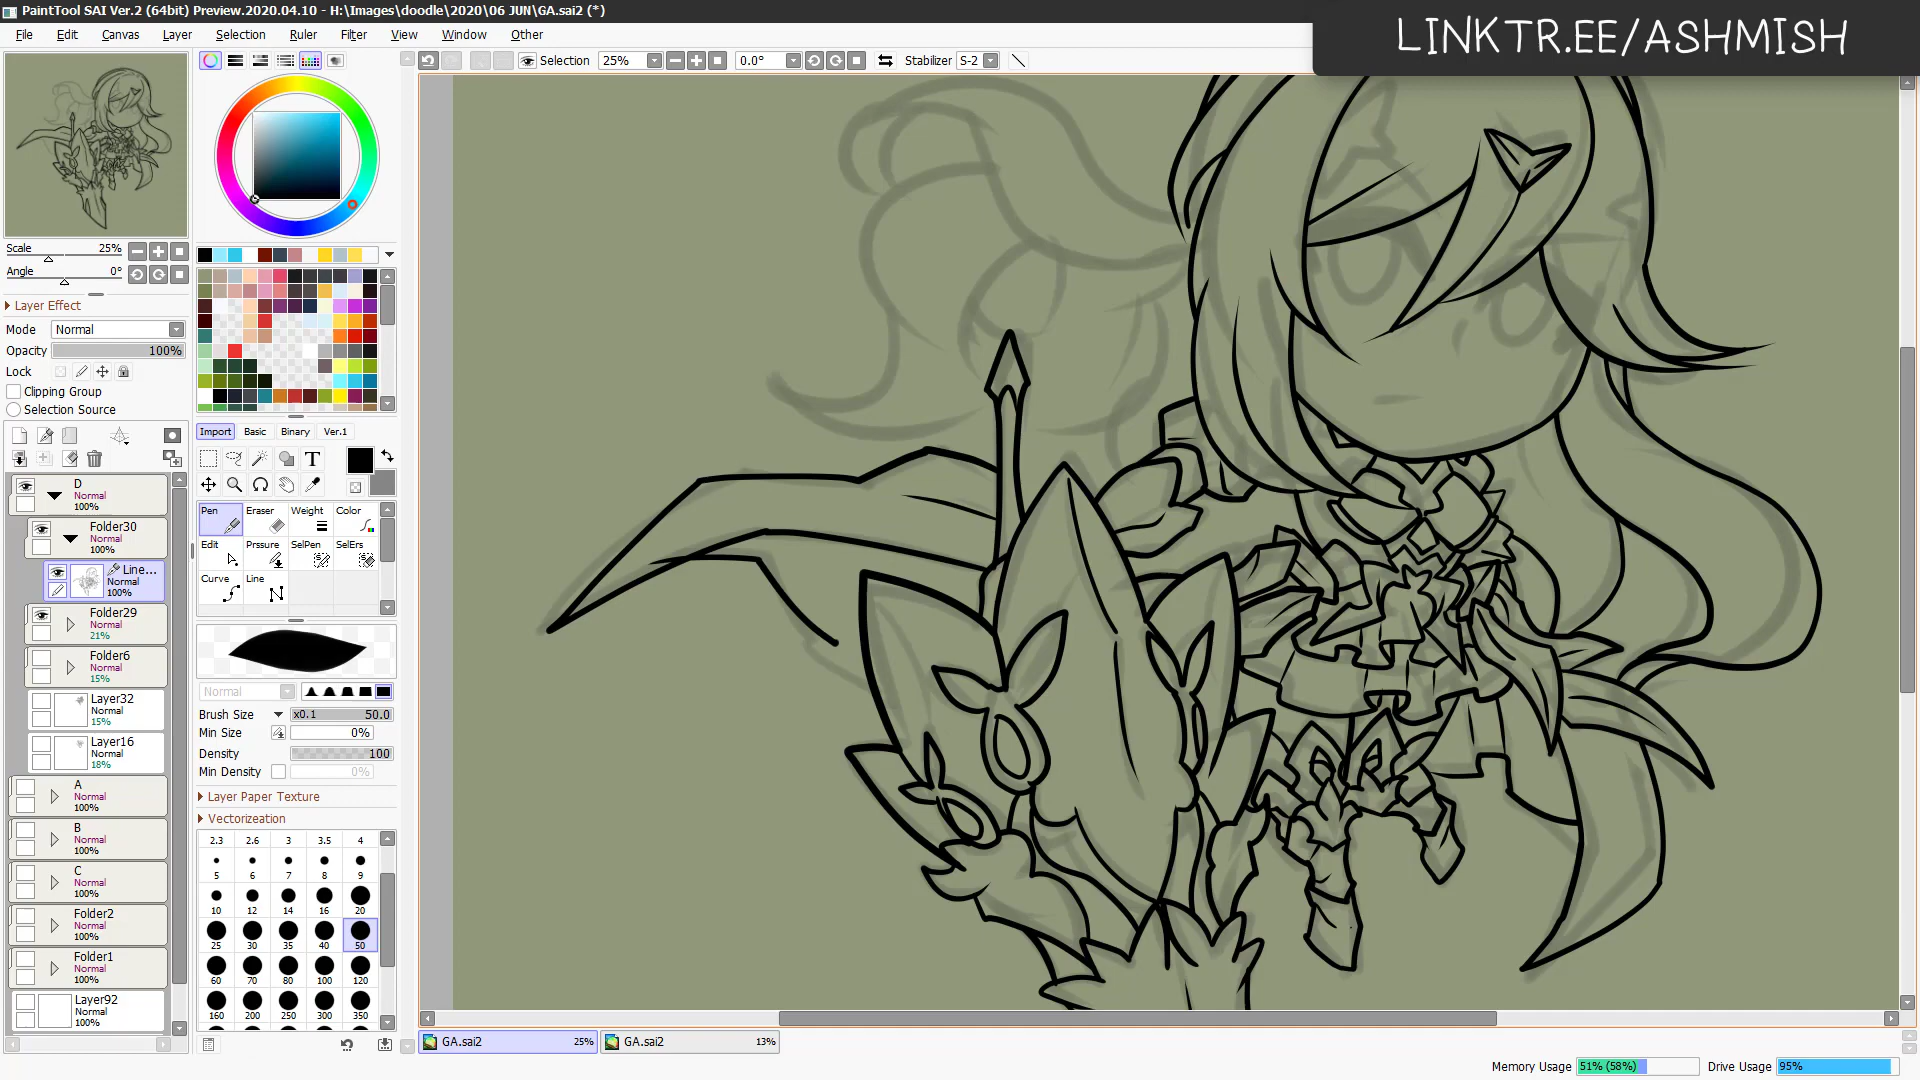 PaintTool SAI Ver.2 (64bit) Preview.2020.04.10 - H:\Images\doodle\2020\06 JUN\GA.sai2 (*)
LINKTR.EE/ASHMISH
File Edit Canvas Layer Selection Ruler Filter View Window Other
Selection 25% 0.0° Stabilizer S-2
Scale 25%
Angle 0°
Layer Effect
Mode Normal
Opacity 100%
Lock
Clipping Group
Selection Source
D
Normal
100%
Folder30
100%
Line...
Normal
100%
Folder29
Normal
21%
Folder6
Normal
15%
Layer32
Normal
15%
Layer16
Normal
18%
A
Normal
100%
B
Normal
100%
C
Normal
100%
Folder2
Normal
100%
Folder1
Normal
100%
Layer92
Normal
100%
Import Basic Binary Ver.1
T
Pen Eraser Weight Color
Edit Prssure SelPen SelErs
Curve Line
Normal
Brush Size x0.1 50.0
Min Size 0%
Density 100
Min Density 0%
Layer Paper Texture
Vectorization
2.3 2.6 3 3.5 4
5 6 7 8 9
10 12 14 16 20
25 30 35 40 50
60 70 80 100 120
160 200 250 300 350
GA.sai2 25% GA.sai2 13%
Memory Usage 51% (58%) Drive Usage 95%